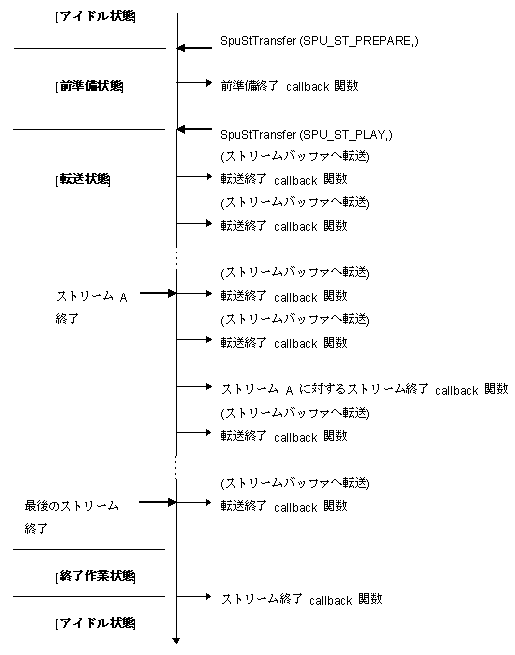 [アイドル状態]
SpuStTransfer (SPU_ST_PREPARE,)
[前準備状態]
前準備終了 callback 関数
SpuStTransfer (SPU_ST_PLAY,)
(ストリームバッファへ転送)
[転送状態]
転送終了 callback 関数
(ストリームバッファへ転送)
転送終了 callback 関数
(ストリームバッファへ転送)
ストリーム A
終了
転送終了 callback 関数
(ストリームバッファへ転送)
転送終了 callback 関数
ストリーム A に対するストリーム終了 callback 関数
(ストリームバッファへ転送)
転送終了 callback 関数
(ストリームバッファへ転送)
最後のストリーム
終了
転送終了 callback 関数
[終了作業状態]
ストリーム終了 callback 関数
[アイドル状態]